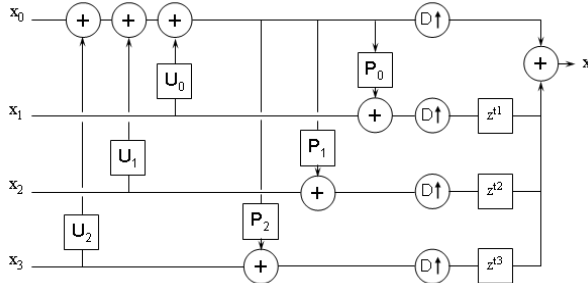 x₀ + + + D↑
U₀ P₀ + x
x₁ + D↑ z^t1
U₁ P₁
x₂ + D↑ z^t2
U₂ P₂
x₃ + D↑ z^t3